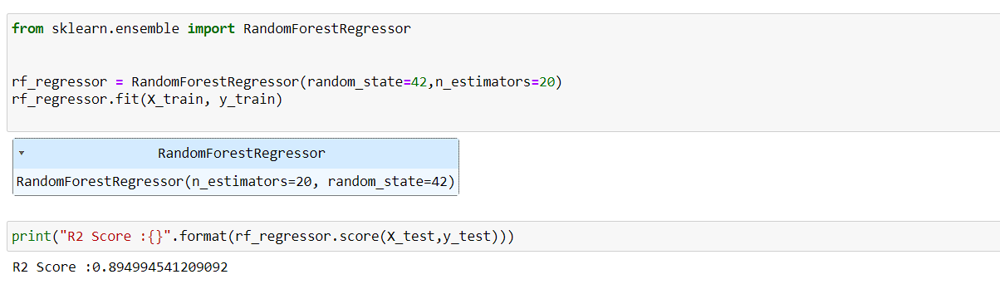 from sklearn.ensemble import RandomForestRegressor
rf_regressor = RandomForestRegressor(random_state=42,n_estimators=20)
rf_regressor.fit(X_train, y_train)
RandomForestRegressor
RandomForestRegressor(n_estimators=20, random_state=42)
print("R2 Score :{}".format(rf_regressor.score(X_test,y_test)))
R2 Score :0.894994541209092